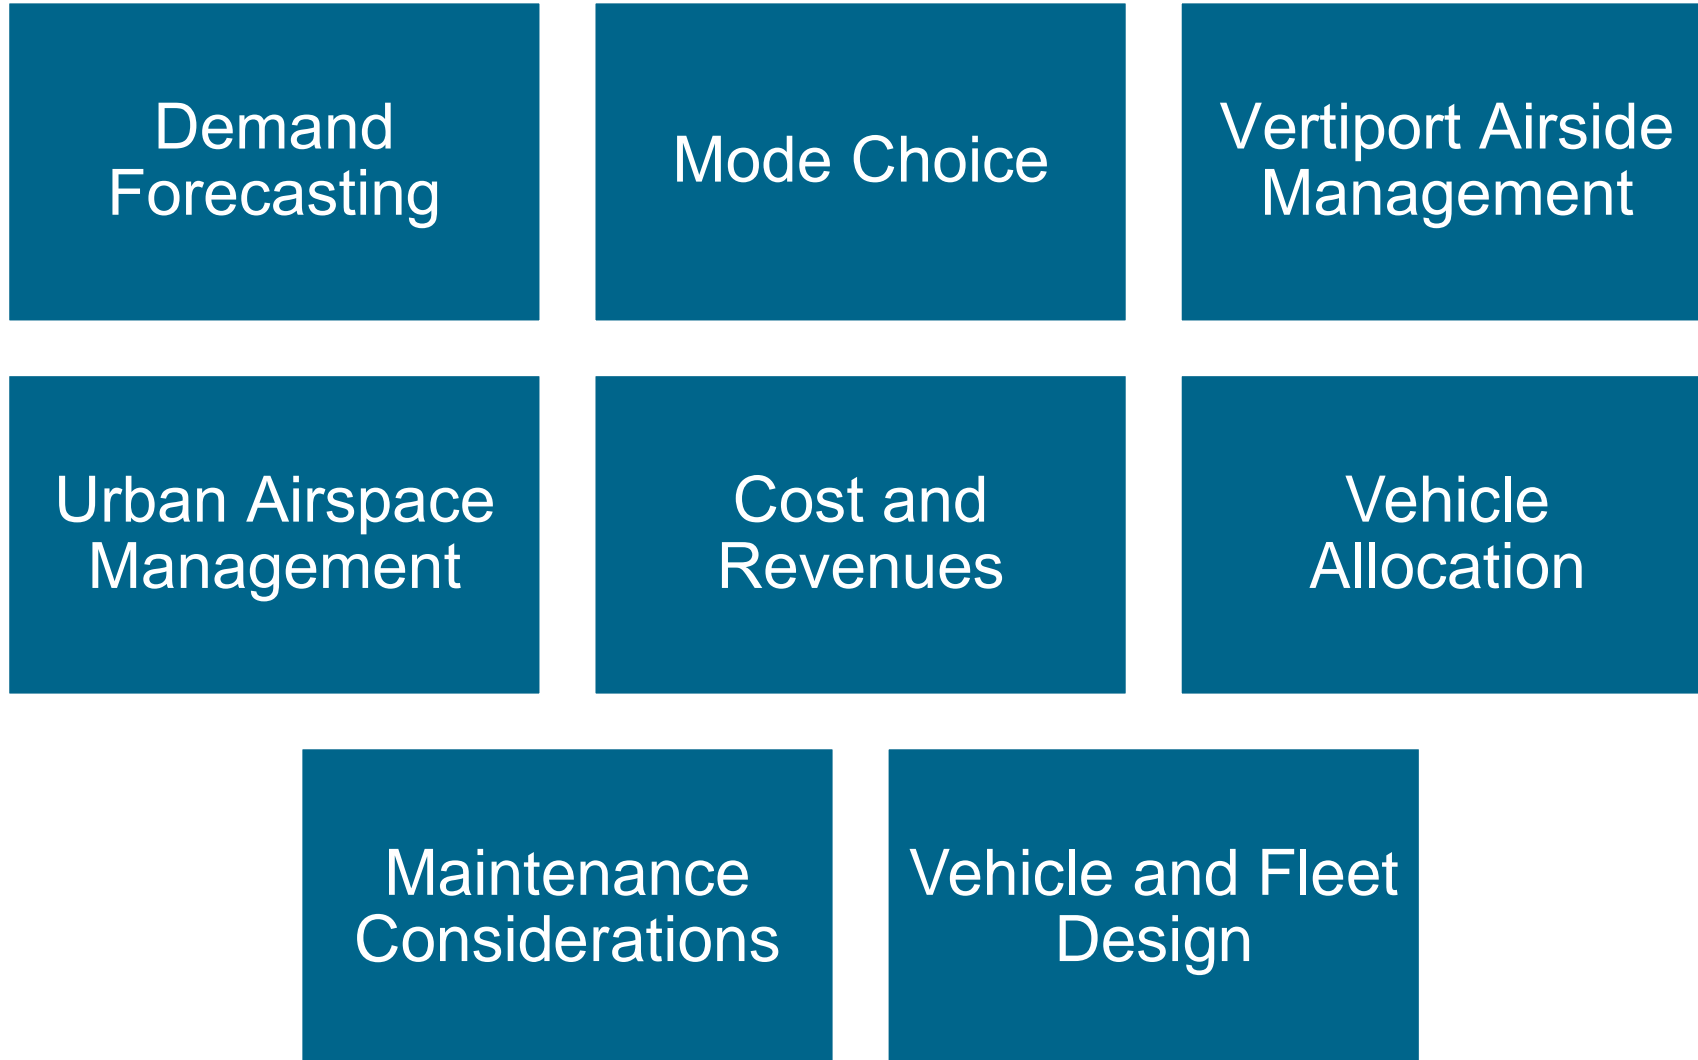 Demand
Forecasting
Mode Choice
Vertiport Airside
Management
Urban Airspace
Management
Cost and
Revenues
Vehicle
Allocation
Maintenance
Considerations
Vehicle and Fleet
Design